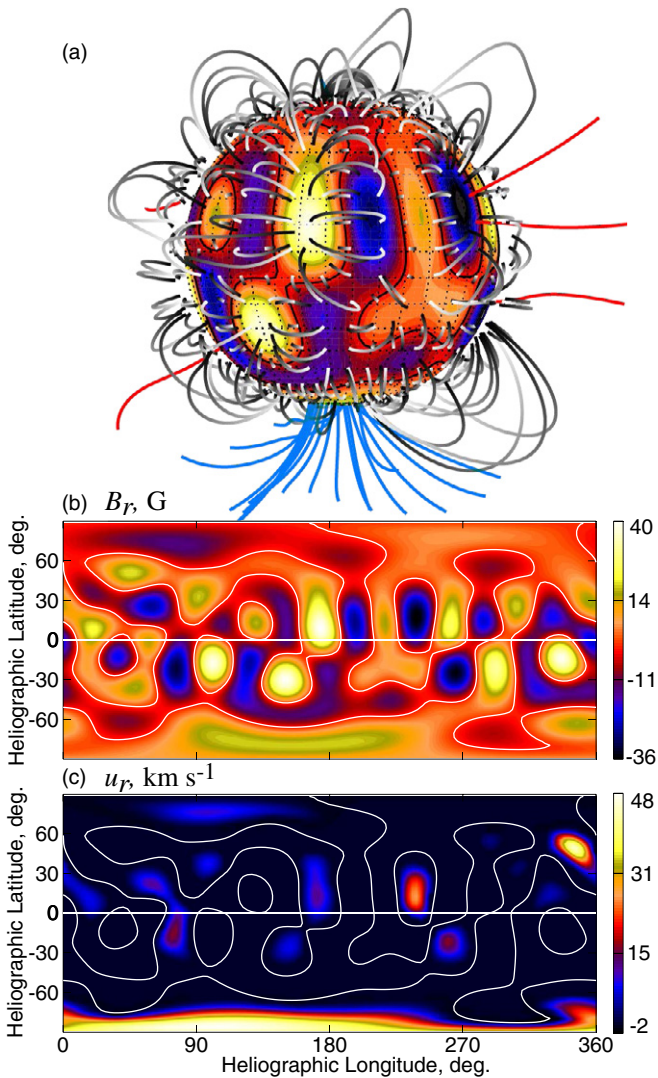 (a)
(b) B_r, G
Heliographic Latitude, deg.
60
30
0
-30
-60
40
14
-11
-36
(c) u_r, km s⁻¹
Heliographic Latitude, deg.
60
30
0
-30
-60
48
31
15
-2
0 90 180 270 360
Heliographic Longitude, deg.